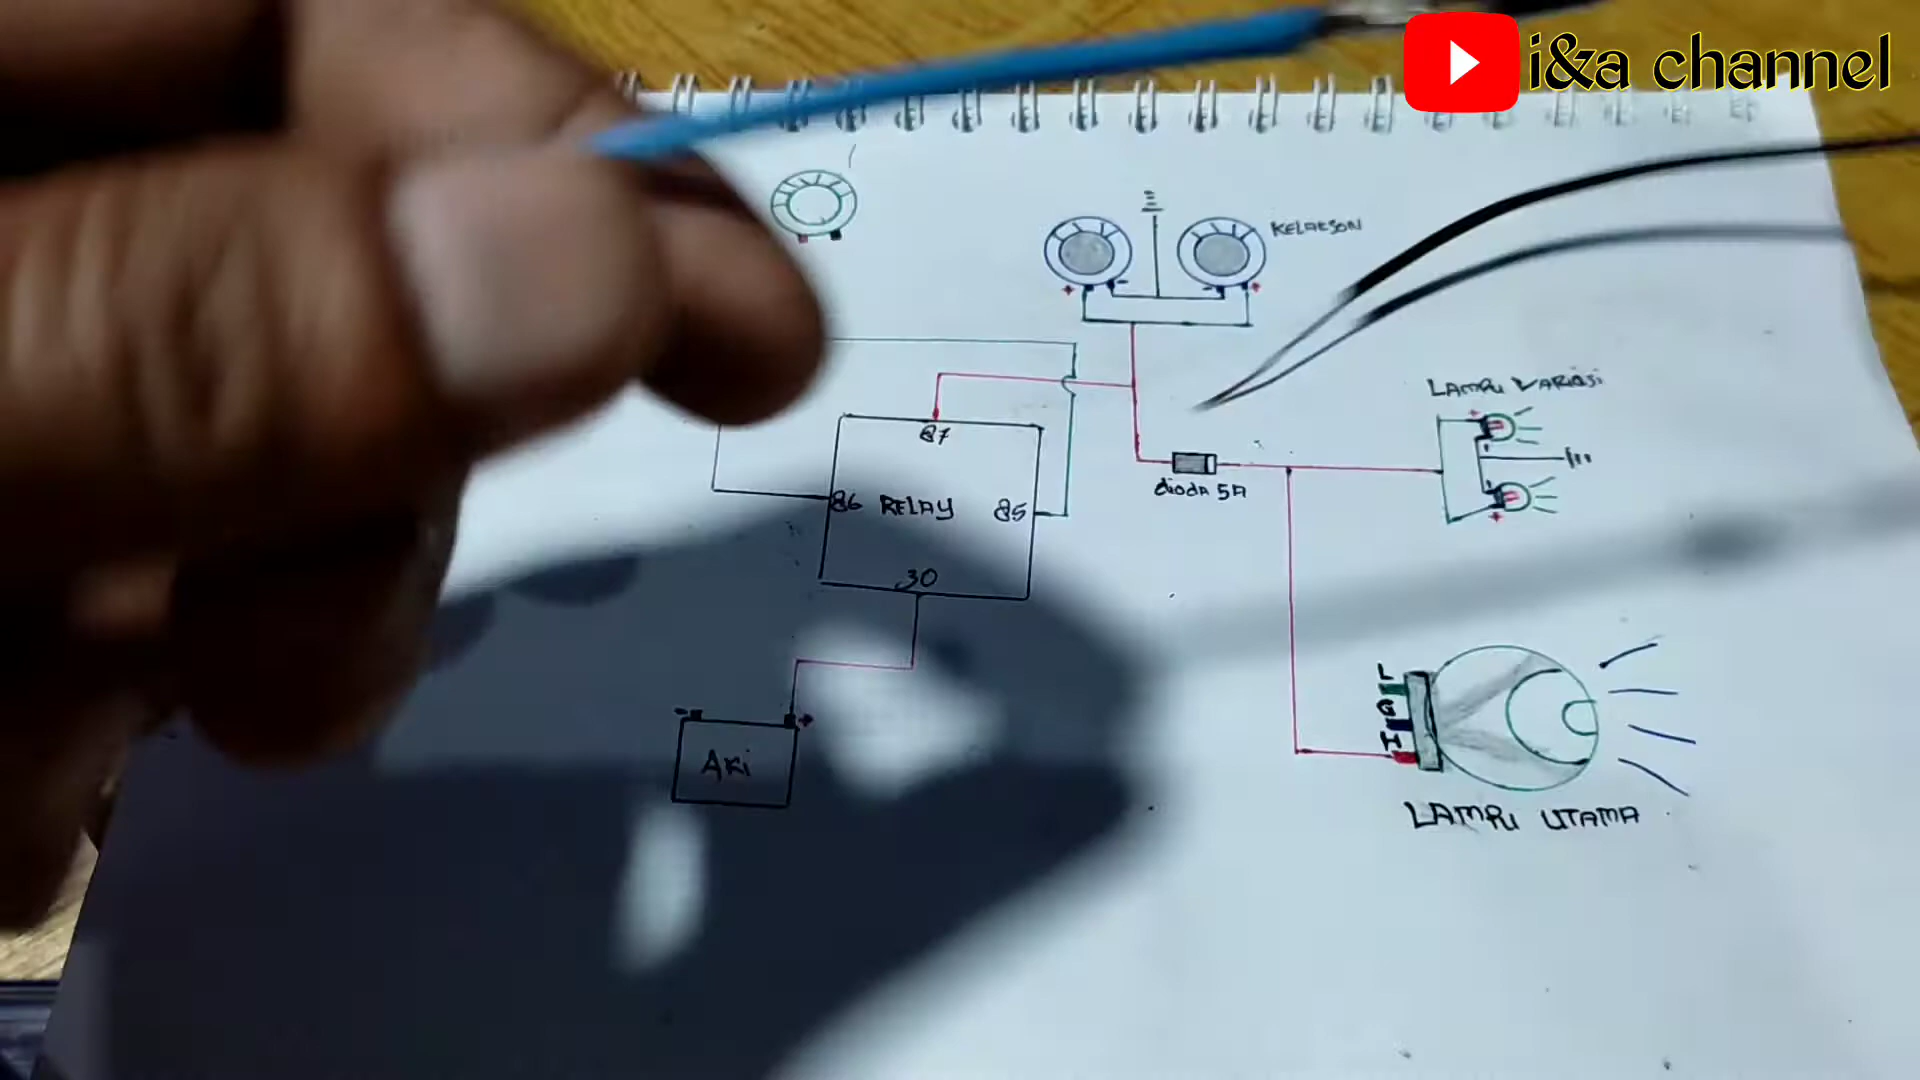 i&a channel
KELAKSON
LAMPU VARIASI
87
86 RELAY 85
dioda 5A
30
L
G
H
- +
AKi
LAMPU UTAMA